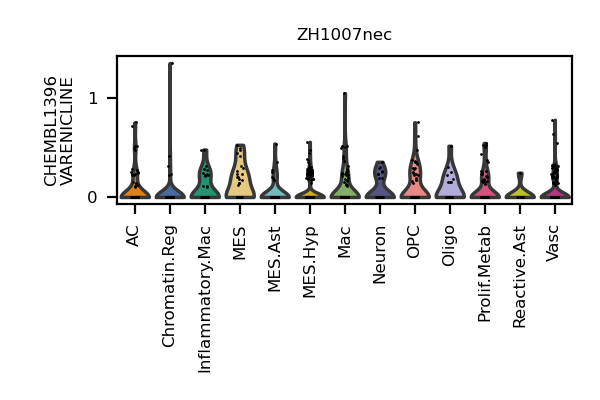 ZH1007nec
CHEMBL1396
VARENICLINE
1
0
AC
Chromatin.Reg
Inflammatory.Mac
MES
MES.Ast
MES.Hyp
Mac
Neuron
OPC
Oligo
Prolif.Metab
Reactive.Ast
Vasc